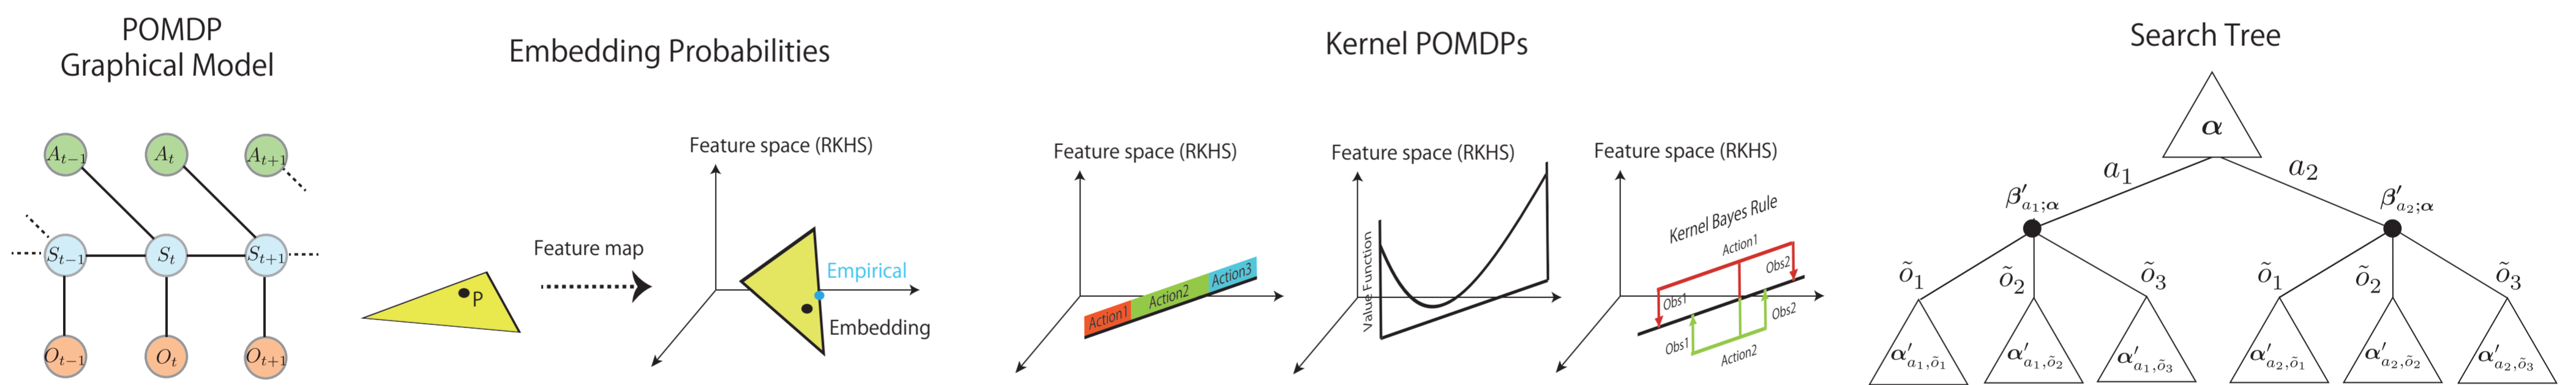 POMDP
Graphical Model
A_{t-1}
A_t
A_{t+1}
S_{t-1}
S_t
S_{t+1}
O_{t-1}
O_t
O_{t+1}
Embedding Probabilities
P
Feature map
Feature space (RKHS)
Empirical
Embedding
Kernel POMDPs
Feature space (RKHS)
Action1
Action2
Action3
Feature space (RKHS)
Value Function
Feature space (RKHS)
Kernel Bayes Rule
Action1
Obs1
Obs2
Obs1
Obs2
Action2
Search Tree
α
a_1
a_2
β'_{a_1;α}
β'_{a_2;α}
õ_1
õ_2
õ_3
õ_1
õ_2
õ_3
α'_{a_1,õ_1}
α'_{a_1,õ_2}
α'_{a_1,õ_3}
α'_{a_2,õ_1}
α'_{a_2,õ_2}
α'_{a_2,õ_3}